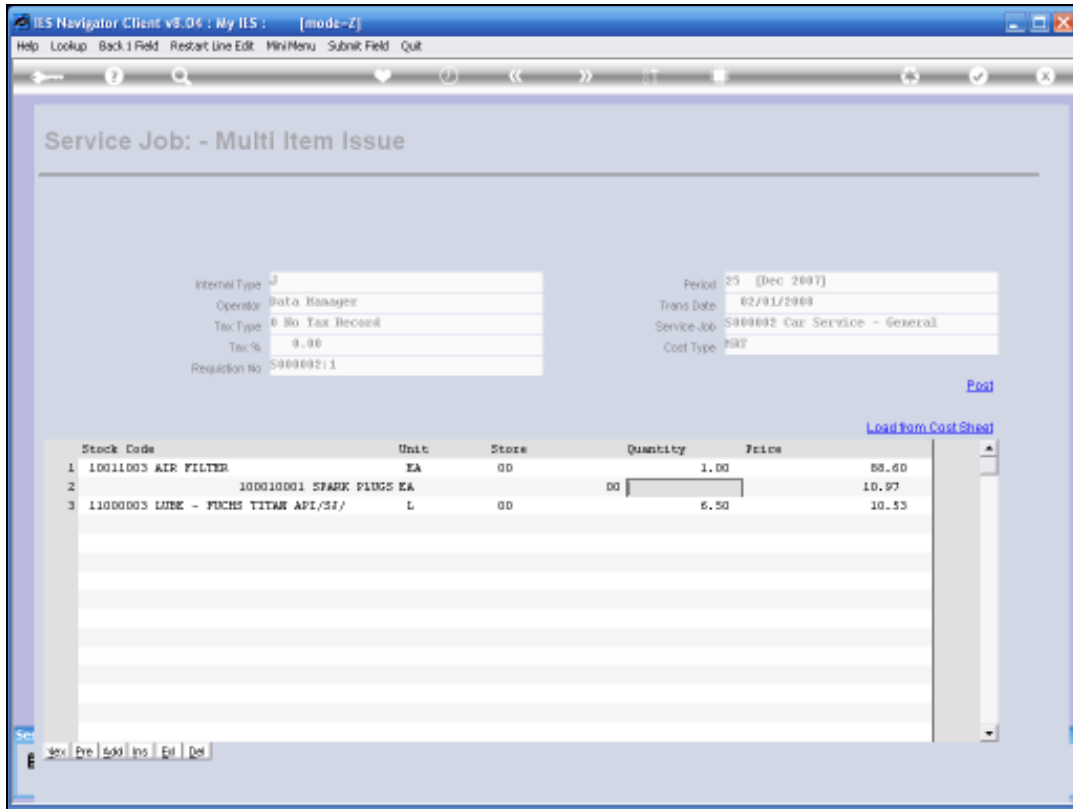 IES Navigator Client v8.04 : My IES : [mode-Z]
Help Lookup Back 1 Field Restart Line Edit MiniMenu Submit Field Quit
Service Job: - Multi Item Issue
Internal Type J Period 25 [Dec 2007]
Operator Data Manager Trans Date 02/01/2008
Tax Type 0 No Tax Record Service Job S000002 Car Service - General
Tax % 0.00 Cost Type MAT
Requistion No S000002:1
Post
Load from Cost Sheet
Stock Code Unit Store Quantity Price
1 10011003 AIR FILTER EA 00 1.00 88.60
2 100010001 SPARK PLUGS EA 00 10.97
3 11000003 LUBE - FUCHS TITAN API/SJ/ L 00 6.50 10.53
Nex Pre Add Ins Del